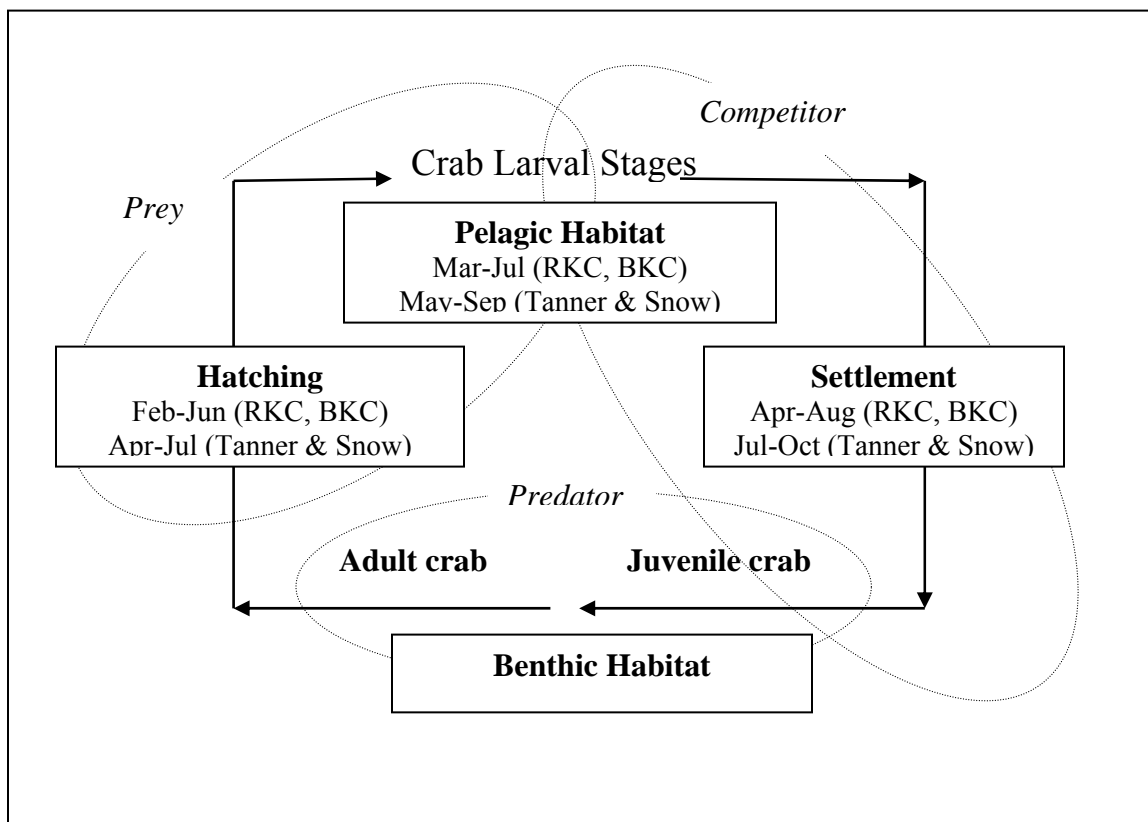 Competitor
Crab Larval Stages
Prey
Pelagic Habitat
Mar-Jul (RKC, BKC)
May-Sep (Tanner & Snow)
Hatching
Feb-Jun (RKC, BKC)
Apr-Jul (Tanner & Snow)
Settlement
Apr-Aug (RKC, BKC)
Jul-Oct (Tanner & Snow)
Predator
Adult crab
Juvenile crab
Benthic Habitat